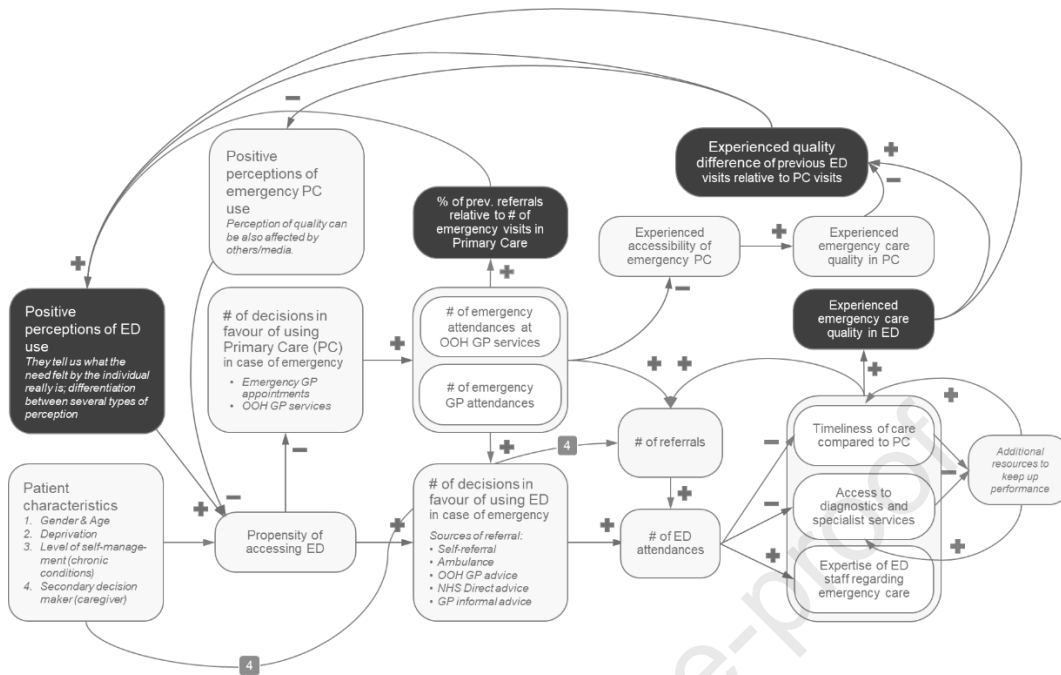 Positive
perceptions of
emergency PC
use
Perception of quality can
be also affected by
others/media.
% of prev. referrals
relative to # of
emergency visits in
Primary Care
Experienced quality
difference of previous ED
visits relative to PC visits
Experienced
accessibility of
emergency PC
Experienced
emergency care
quality in PC
Positive
perceptions of ED
use
They tell us what the
need felt by the individual
really is; differentiation
between several types of
perception
# of decisions in
favour of using
Primary Care (PC)
in case of emergency
• Emergency GP
appointments
• OOH GP services
# of emergency
attendances at
OOH GP services
# of emergency
GP attendances
Experienced
emergency care
quality in ED
# of referrals
Timeliness of care
compared to PC
Access to
diagnostics and
specialist services
Expertise of ED
staff regarding
emergency care
Additional
resources to
keep up
performance
Patient
characteristics
1. Gender & Age
2. Deprivation
3. Level of self-manage-
ment (chronic
conditions)
4. Secondary decision
maker (caregiver)
Propensity of
accessing ED
# of decisions in
favour of using ED
in case of emergency
Sources of referral:
• Self-referral
• Ambulance
• OOH GP advice
• NHS Direct advice
• GP informal advice
# of ED
attendances
4
4
e-proof